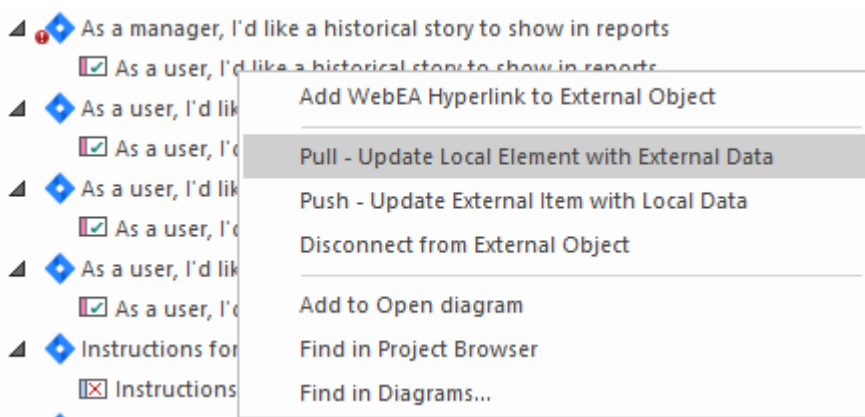 As a manager, I'd like a historical story to show in reports
As a user, I'd like a historical story to show in reports
As a user, I'd
As a user, I'd
As a user, I'd
As a user, I'd
As a user, I'd
As a user, I'd
Instructions for
Instructions
Add WebEA Hyperlink to External Object
Pull - Update Local Element with External Data
Push - Update External Item with Local Data
Disconnect from External Object
Add to Open diagram
Find in Project Browser
Find in Diagrams...